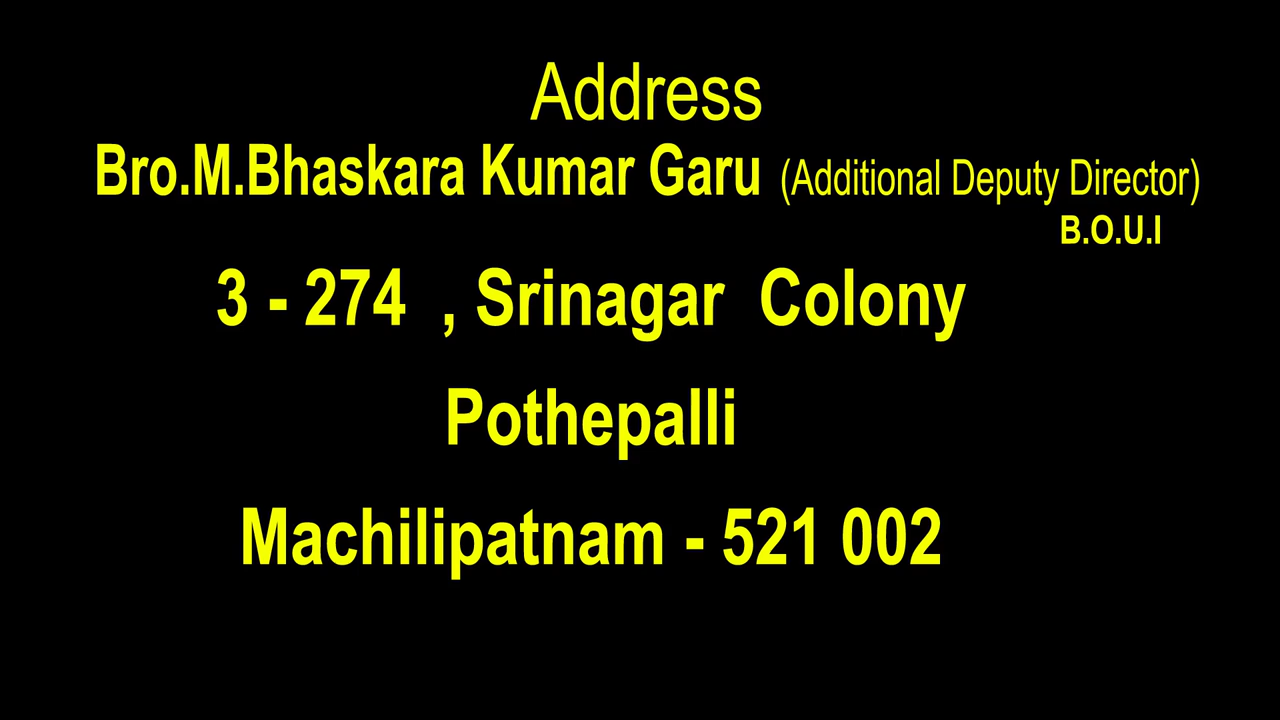 Address
Bro.M.Bhaskara Kumar Garu (Additional Deputy Director)
B.O.U.I
3 - 274 , Srinagar Colony
Pothepalli
Machilipatnam - 521 002